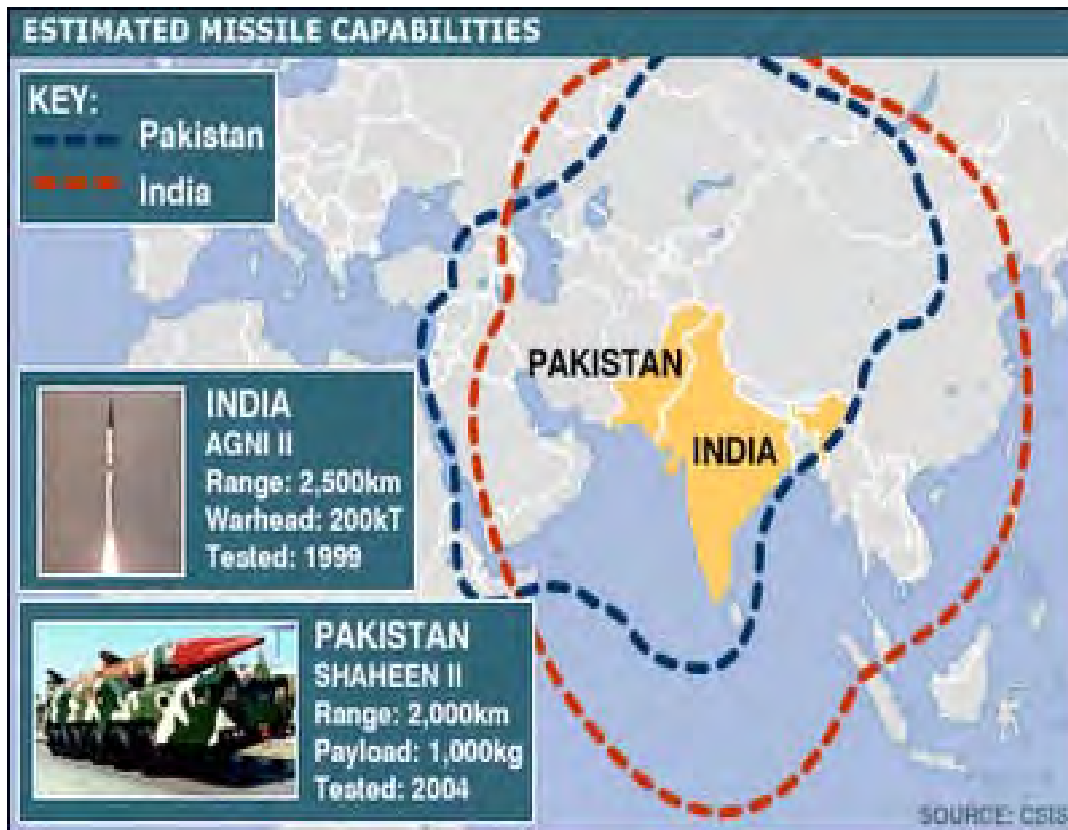 ESTIMATED MISSILE CAPABILITIES
KEY:
Pakistan
India
PAKISTAN
INDIA
INDIA
AGNI II
Range: 2,500km
Warhead: 200kT
Tested: 1999
PAKISTAN
SHAHEEN II
Range: 2,000km
Payload: 1,000kg
Tested: 2004
SOURCE: CSIS